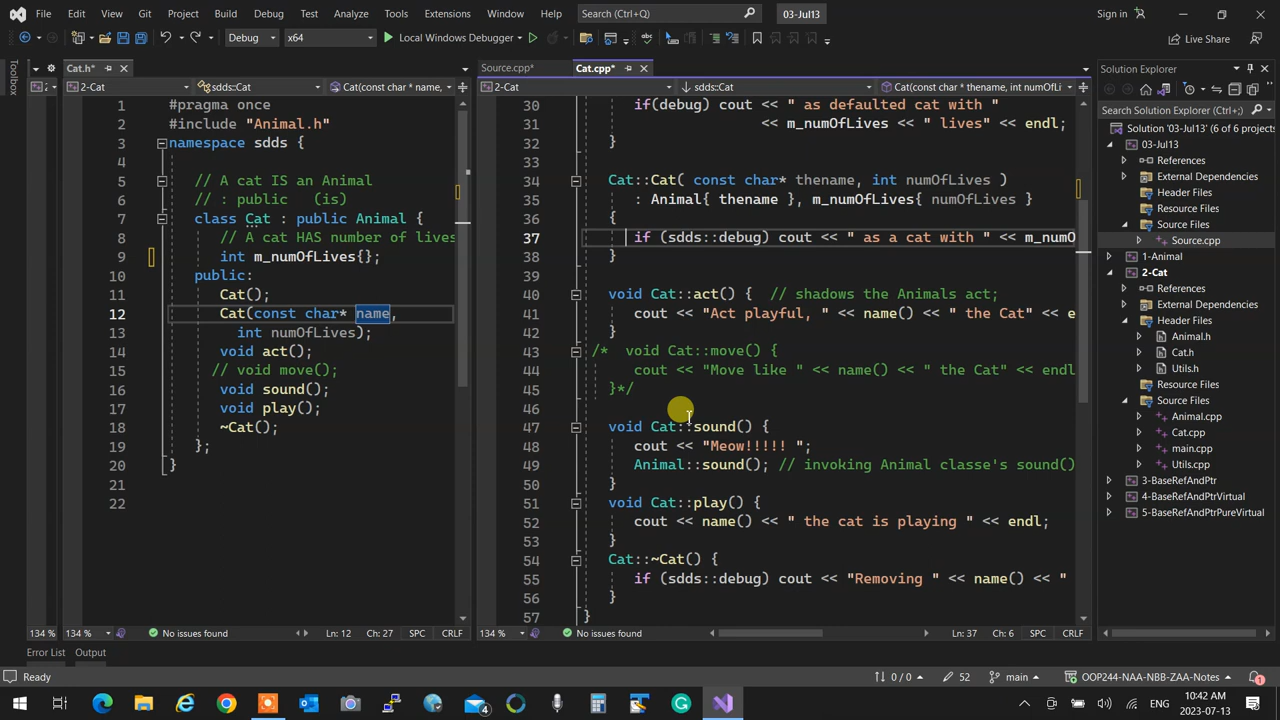 File Edit View Git Project Build Debug Test Analyze Tools Extensions Window Help Search (Ctrl+Q) 03-Jul13 Sign in
Debug x64 Local Windows Debugger Live Share
Toolbox
Cat.h*
2-Cat sdds::Cat Cat(const char * name,
1 #pragma once
2 #include "Animal.h"
3 namespace sdds {
4
5 // A cat IS an Animal
6 // : public (is)
7 class Cat : public Animal {
8 // A cat HAS number of lives
9 int m_numOfLives{};
10 public:
11 Cat();
12 Cat(const char* name,
13 int numOfLives);
14 void act();
15 // void move();
16 void sound();
17 void play();
18 ~Cat();
19 };
20 }
21
22
134 % 134 % No issues found Ln: 12 Ch: 27 SPC CRLF
Source.cpp* Cat.cpp*
2-Cat sdds::Cat Cat(const char * thename, int numOfLi
30 if(debug) cout << " as defaulted cat with "
31 << m_numOfLives << " lives" << endl;
32 }
33
34 Cat::Cat( const char* thename, int numOfLives )
35 : Animal{ thename }, m_numOfLives{ numOfLives }
36 {
37 if (sdds::debug) cout << " as a cat with " << m_numO
38 }
39
40 void Cat::act() { // shadows the Animals act;
41 cout << "Act playful, " << name() << " the Cat" << e
42 }
43 /* void Cat::move() {
44 cout << "Move like " << name() << " the Cat" << endl
45 }*/
46
47 void Cat::sound() {
48 cout << "Meow!!!!! ";
49 Animal::sound(); // invoking Animal classe's sound()
50 }
51 void Cat::play() {
52 cout << name() << " the cat is playing " << endl;
53 }
54 Cat::~Cat() {
55 if (sdds::debug) cout << "Removing " << name() << "
56 }
57 }
134 % No issues found Ln: 37 Ch: 6 SPC CRLF
Solution Explorer
Search Solution Explorer (Ctrl+;)
Solution '03-Jul13' (6 of 6 projects
03-Jul13
References
External Dependencies
Header Files
Resource Files
Source Files
Source.cpp
1-Animal
2-Cat
References
External Dependencies
Header Files
Animal.h
Cat.h
Utils.h
Resource Files
Source Files
Animal.cpp
Cat.cpp
main.cpp
Utils.cpp
3-BaseRefAndPtr
4-BaseRefAndPtrVirtual
5-BaseRefAndPtrPureVirtual
Error List Output
Ready 0 / 0 52 main OOP244-NAA-NBB-ZAA-Notes 1
4 ENG 10:42 AM
2023-07-13